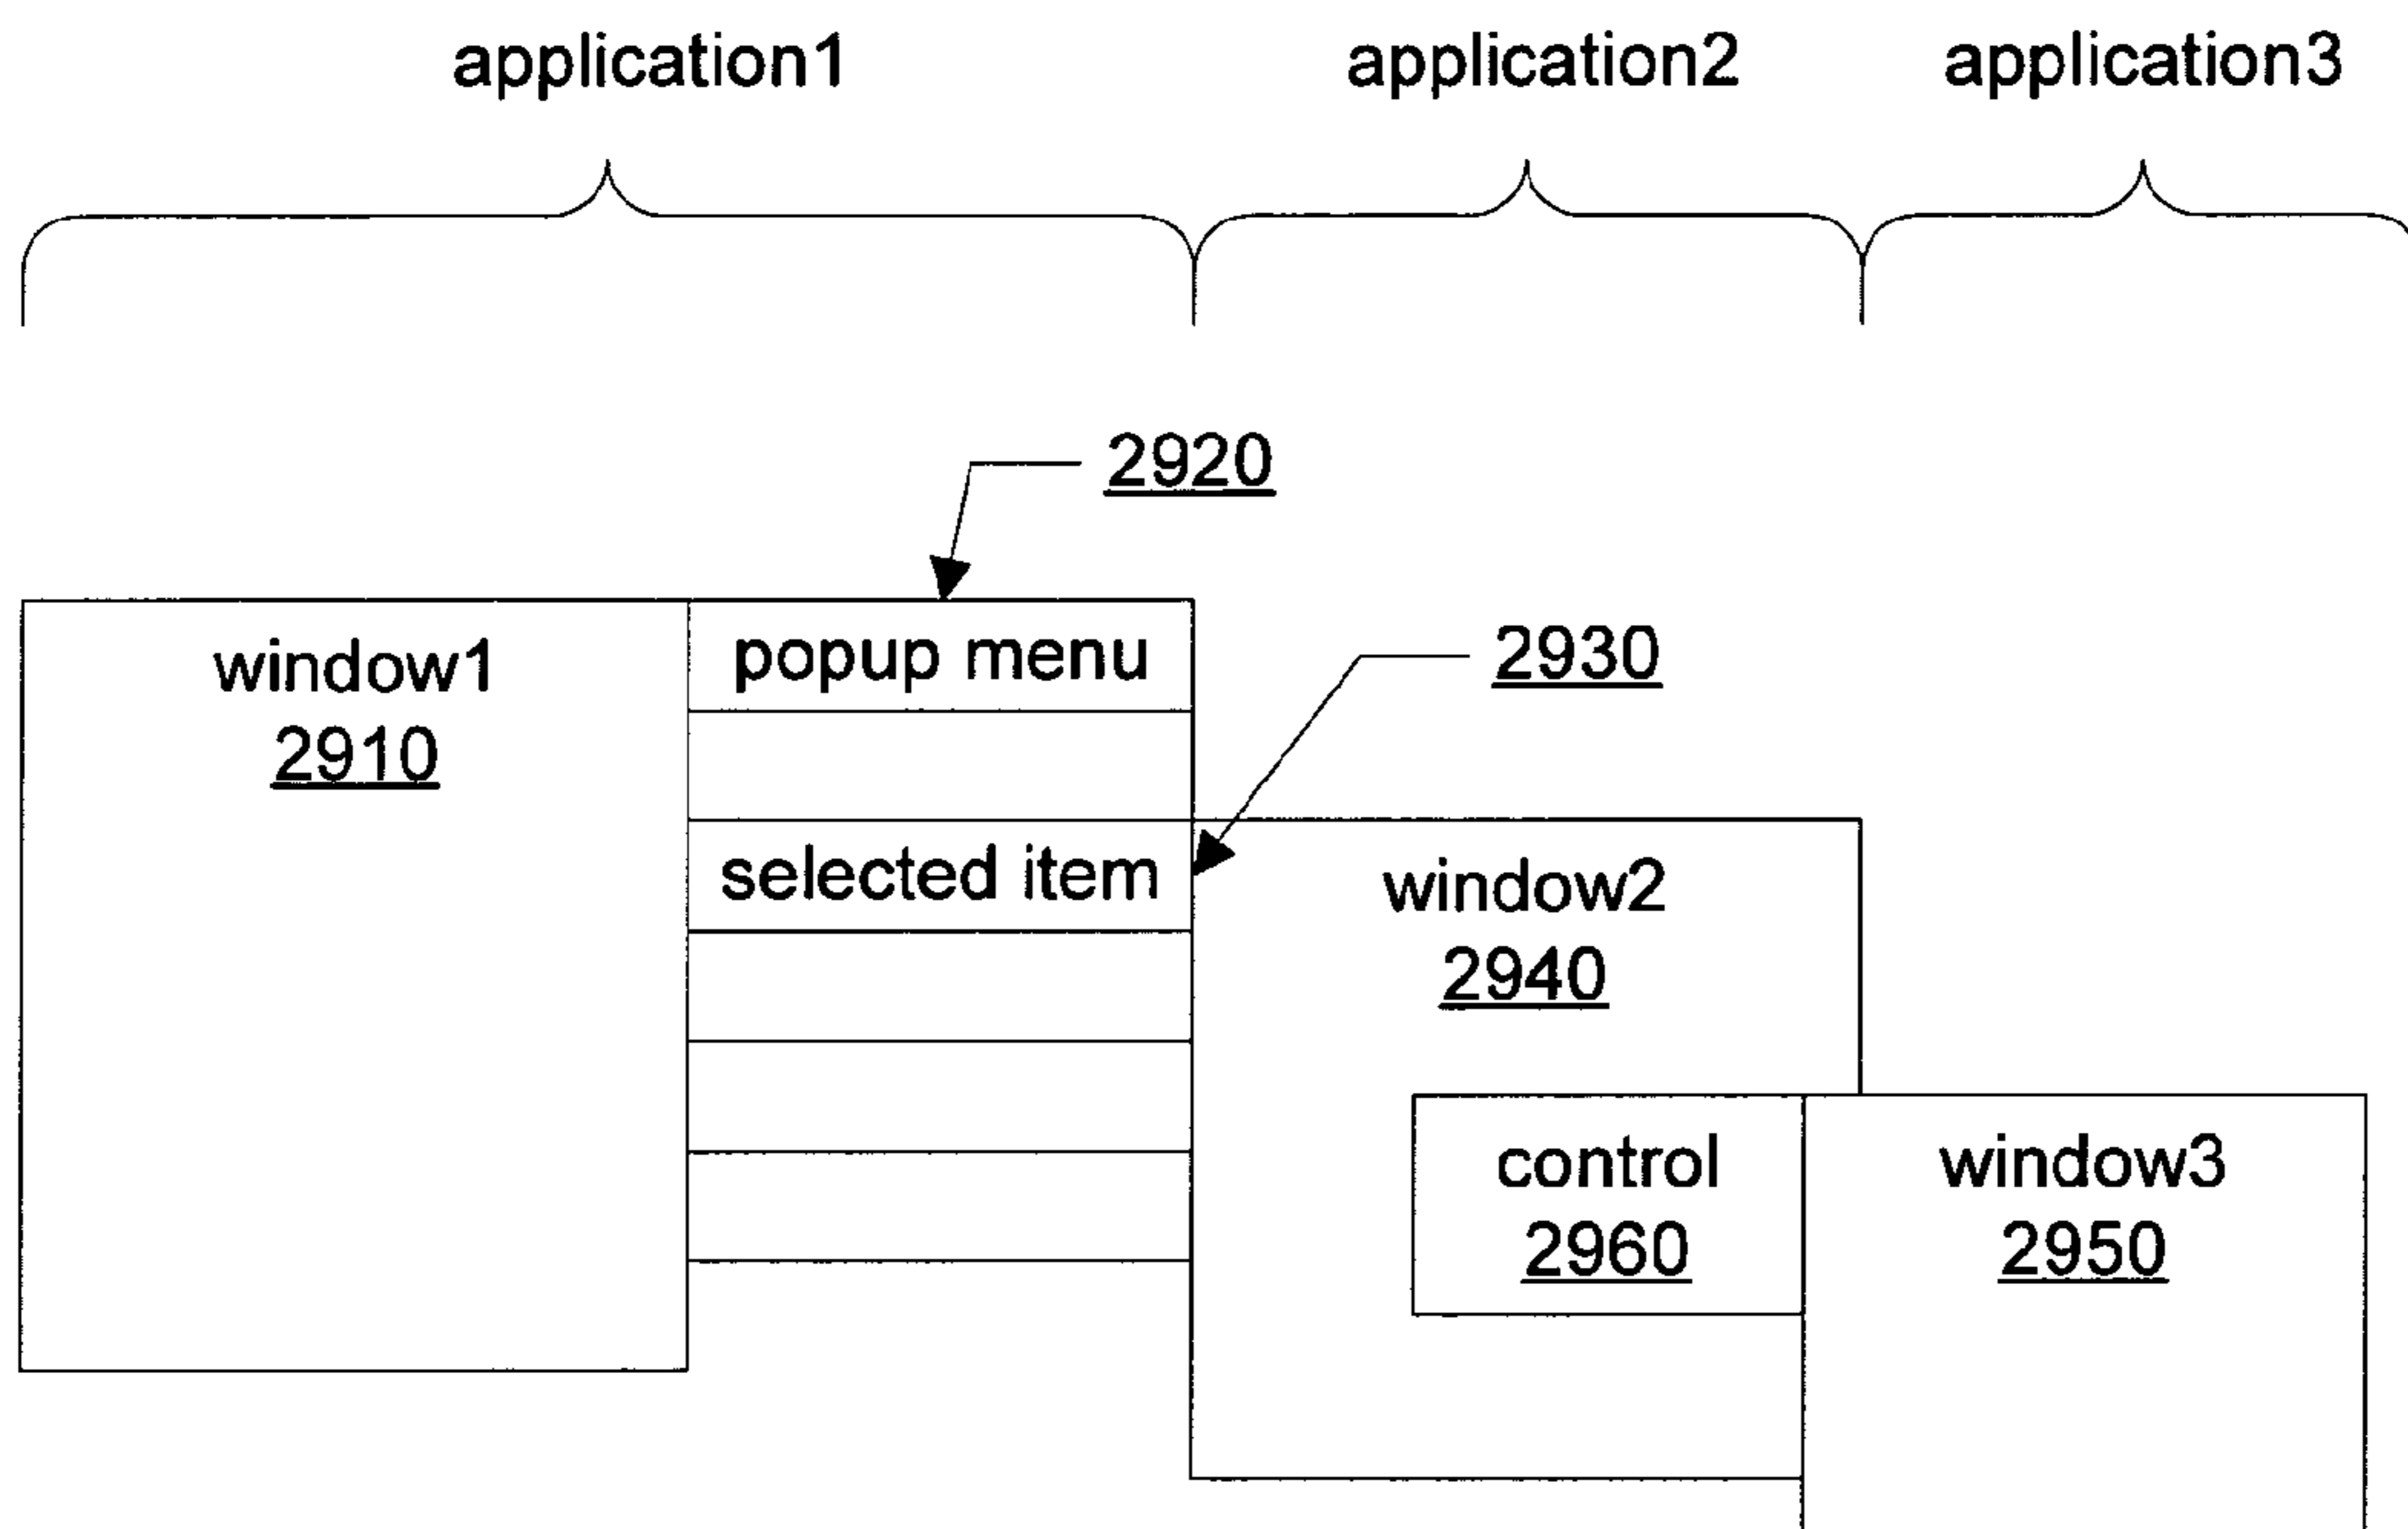 application1
application2
application3
2920
popup menu
window1
2910
2930
selected item
window2
2940
control
2960
window3
2950